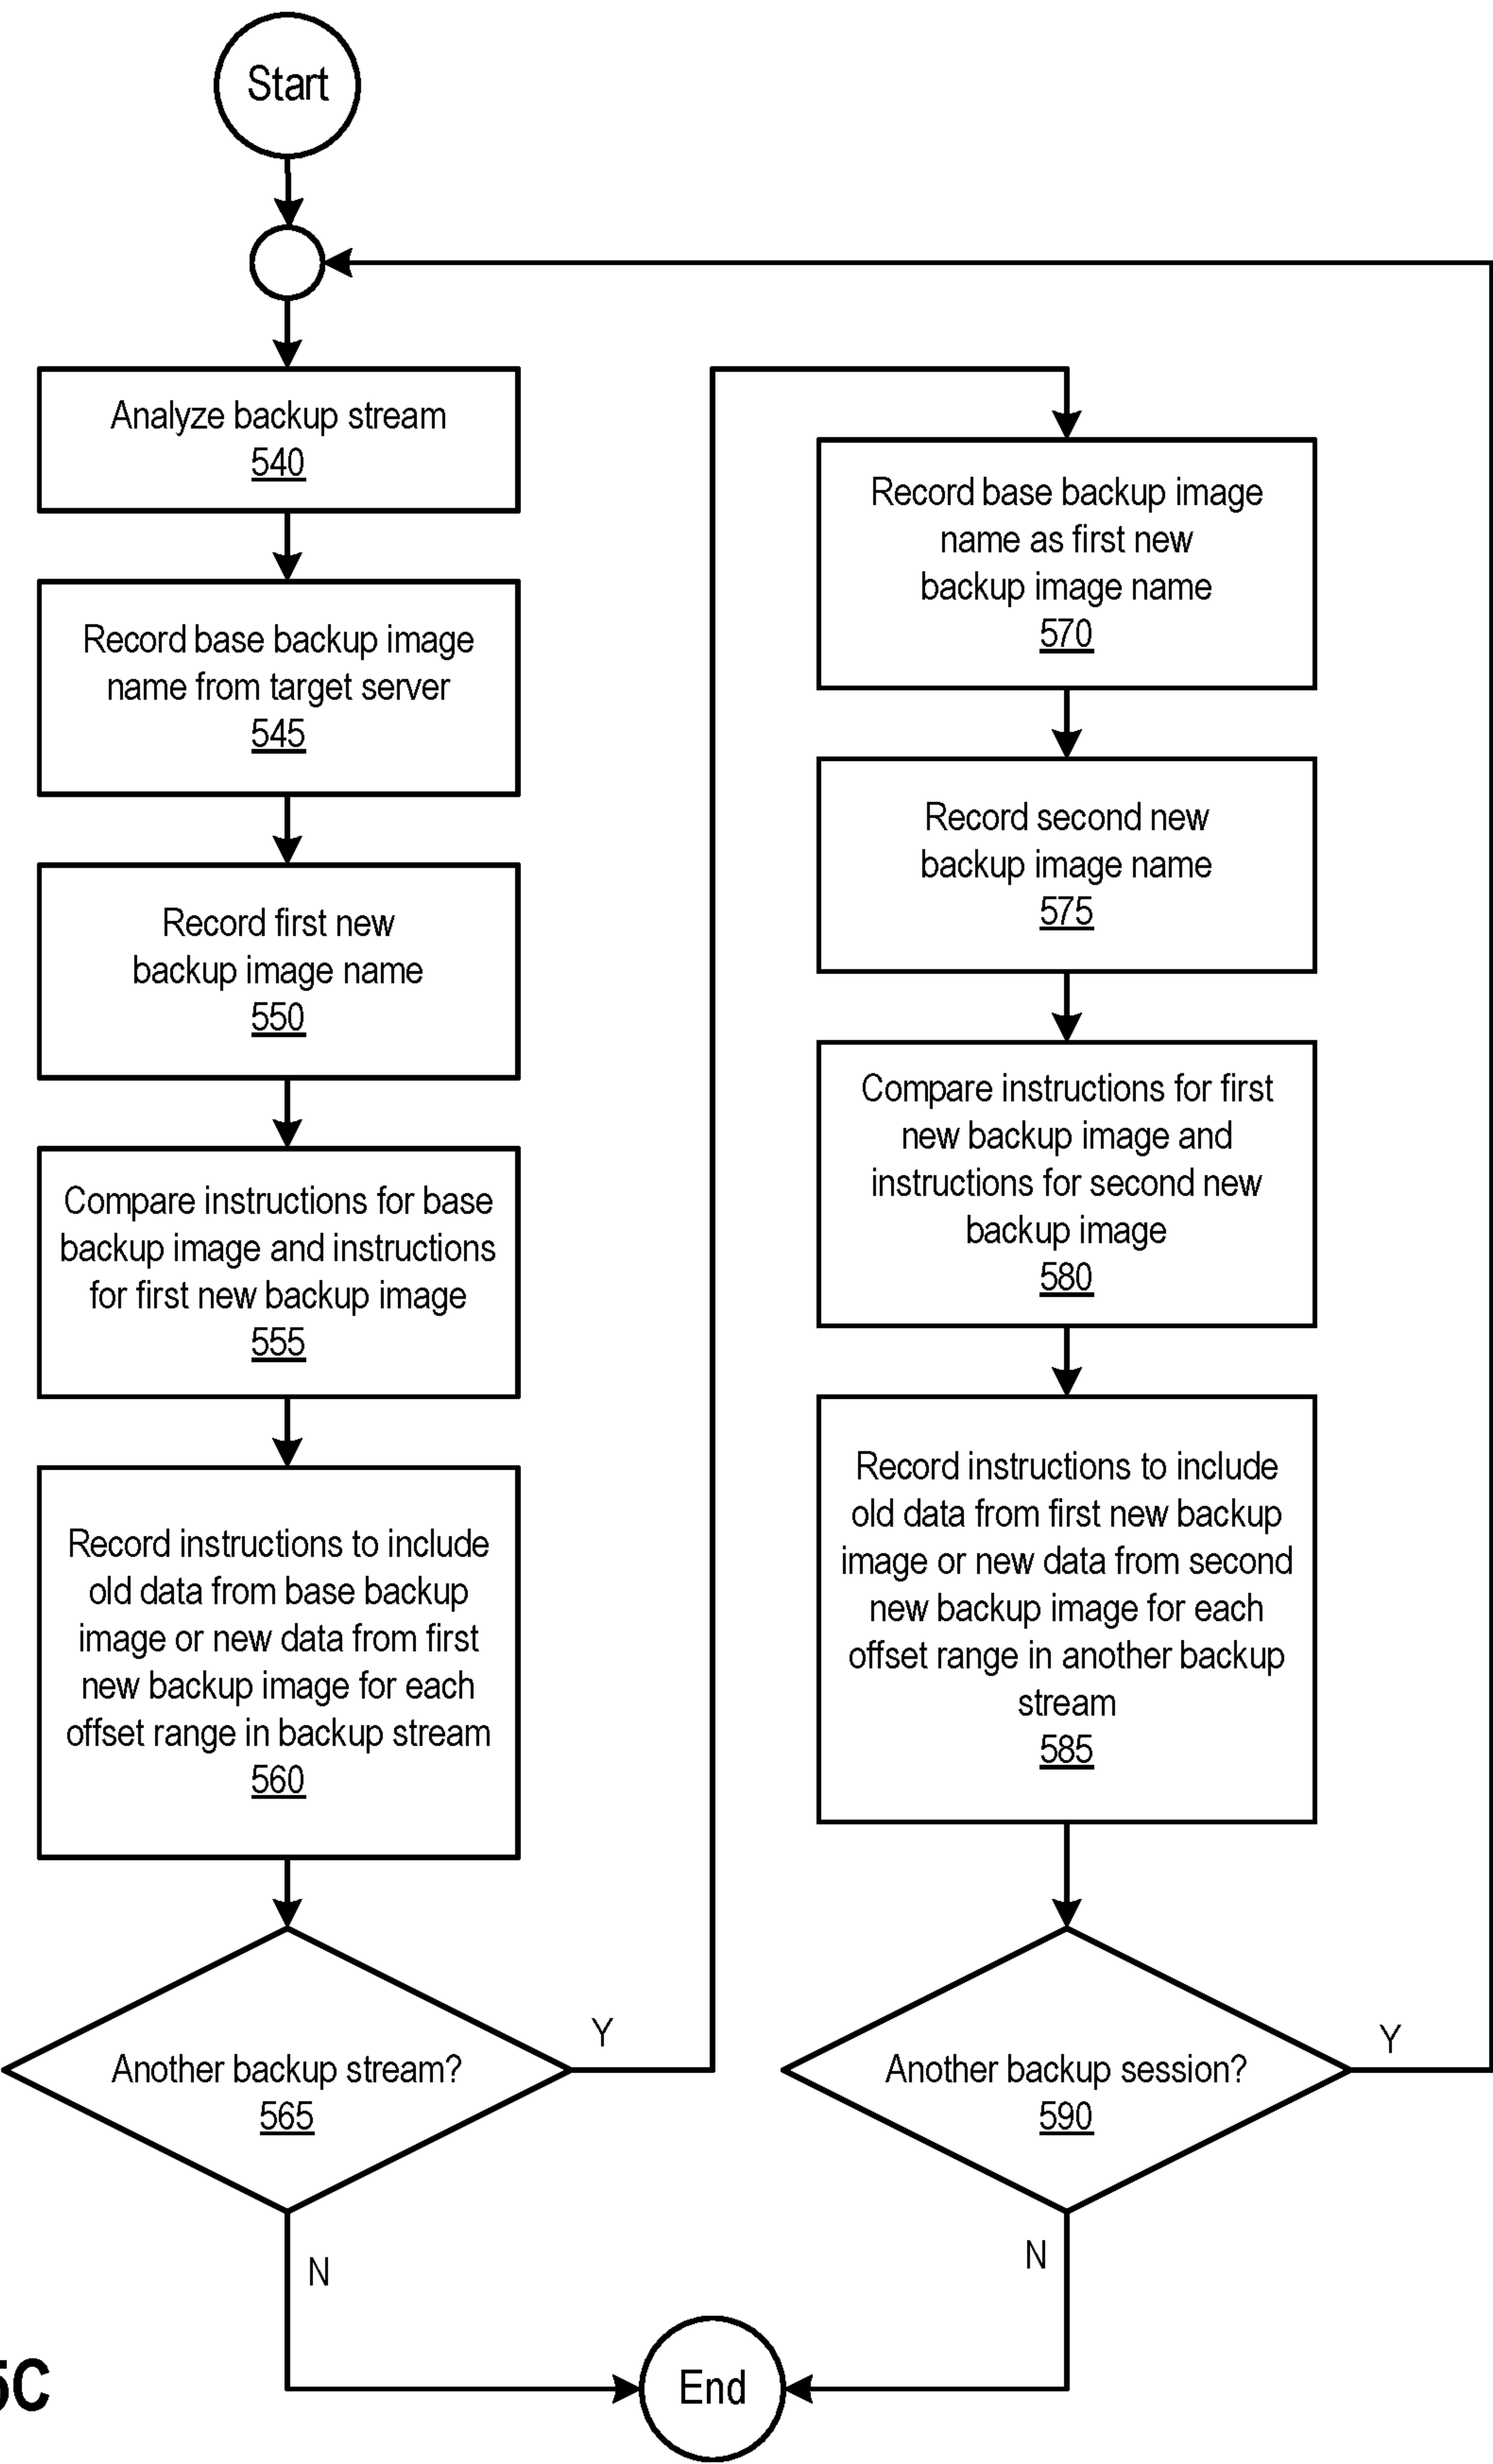 Start
Analyze backup stream
540
Record base backup image
name from target server
545
Record first new
backup image name
550
Compare instructions for base
backup image and instructions
for first new backup image
555
Record instructions to include
old data from base backup
image or new data from first
new backup image for each
offset range in backup stream
560
Another backup stream?
565
Y
N
Record base backup image
name as first new
backup image name
570
Record second new
backup image name
575
Compare instructions for first
new backup image and
instructions for second new
backup image
580
Record instructions to include
old data from first new backup
image or new data from second
new backup image for each
offset range in another backup
stream
585
Another backup session?
590
Y
N
End
5C